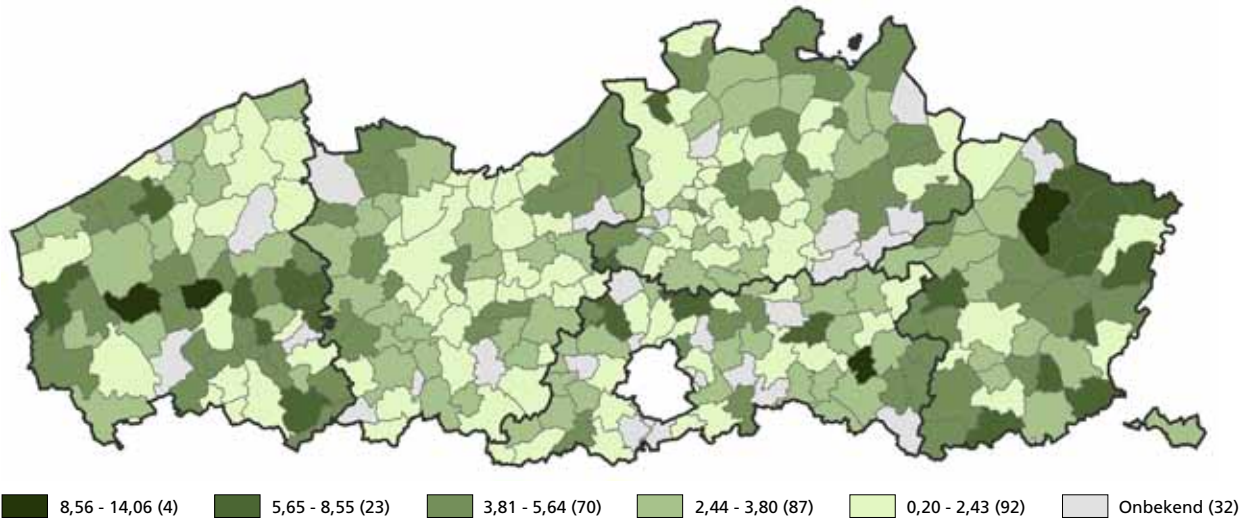 8,56 - 14,06 (4) 5,65 - 8,55 (23) 3,81 - 5,64 (70) 2,44 - 3,80 (87) 0,20 - 2,43 (92) Onbekend (32)